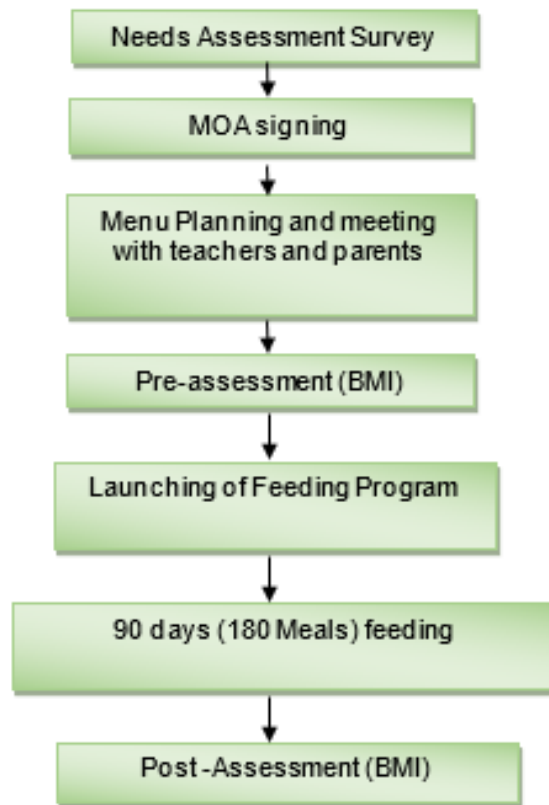 Needs Assessment Survey
MOA signing
Menu Planning and meeting
with teachers and parents
Pre-assessment (BMI)
Launching of Feeding Program
90 days (180 Meals) feeding
Post -Assessment (BMI)